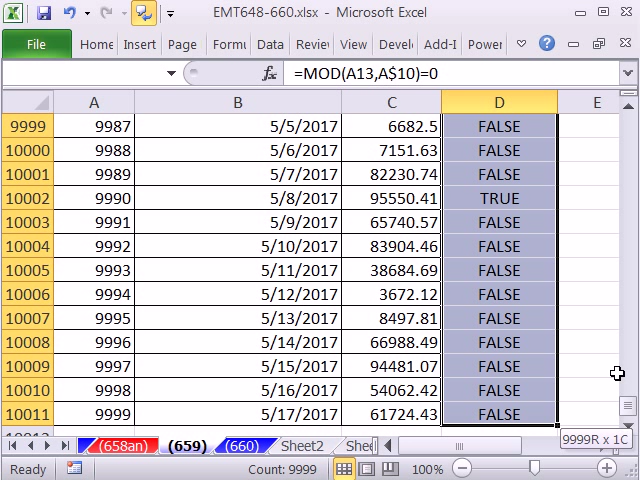 EMT648-660.xlsx - Microsoft Excel
File Home Page Data Develo Add-I Power
fx =MOD(A13,A$10)=0
A B C D E
9999 9987 5/5/2017 6682.5 FALSE
10000 9988 5/6/2017 7151.63 FALSE
10001 9989 5/7/2017 82230.74 FALSE
10002 9990 5/8/2017 95550.41 TRUE
10003 9991 5/9/2017 65740.57 FALSE
10004 9992 5/10/2017 83904.46 FALSE
10005 9993 5/11/2017 38684.69 FALSE
10006 9994 5/12/2017 3672.12 FALSE
10007 9995 5/13/2017 8497.81 FALSE
10008 9996 5/14/2017 66988.49 FALSE
10009 9997 5/15/2017 94481.07 FALSE
10010 9998 5/16/2017 54062.42 FALSE
10011 9999 5/17/2017 61724.43 FALSE
(658an) (659) (660) Sheet2 Shee
9999R x 1C
Ready Count: 9999 100%